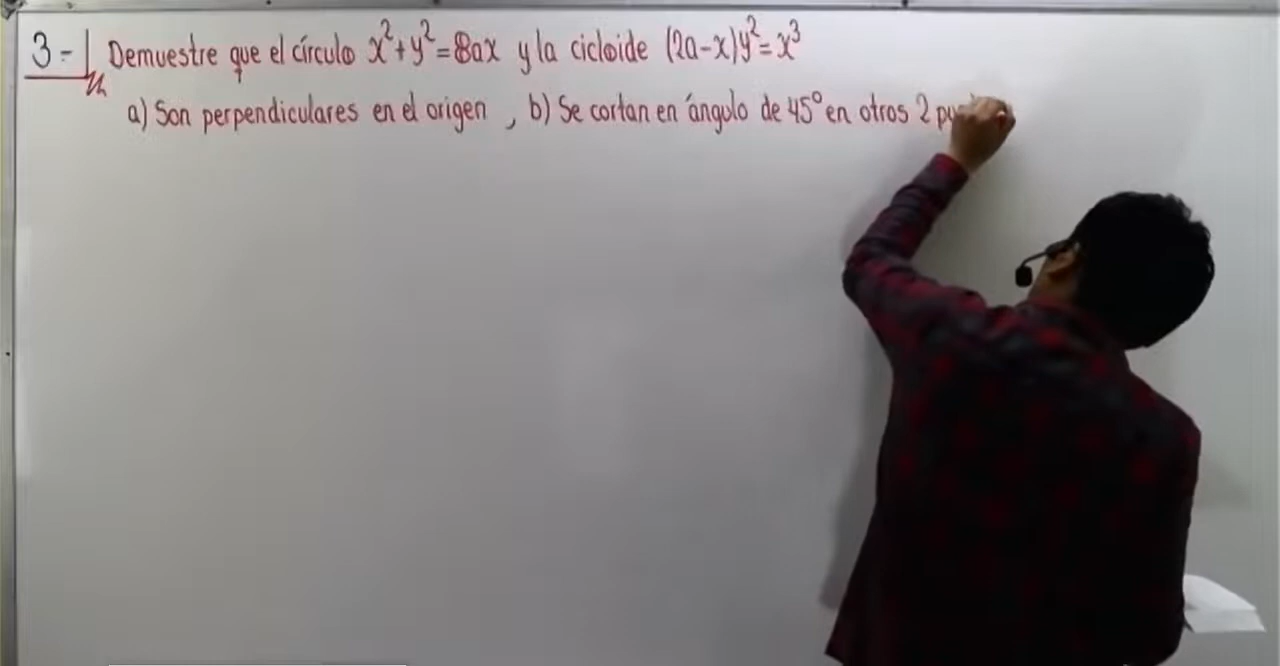 3-1 Demuestre que el círculo x²+y²=8ax y la cicloide (2a-x)y²=x³
a) Son perpendiculares en el origen , b) Se cortan en ángulo de 45° en otros 2